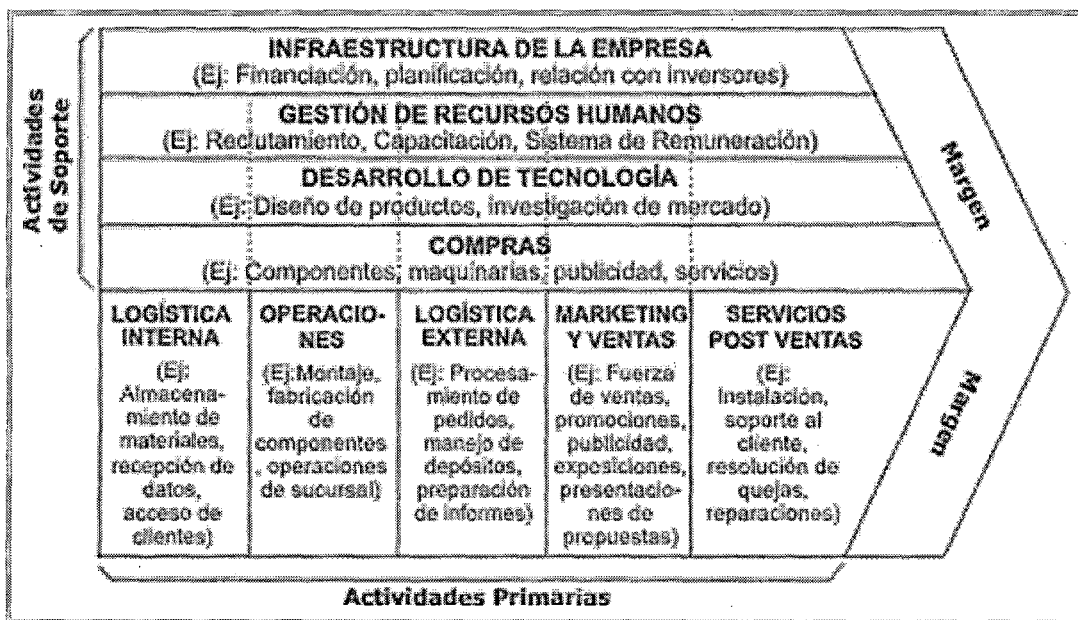 Actividades
de Soporte
INFRAESTRUCTURA DE LA EMPRESA
(Ej: Financiación, planificación, relación con inversores)
GESTIÓN DE RECURSOS HUMANOS
(Ej: Reclutamiento, Capacitación, Sistema de Remuneración)
DESARROLLO DE TECNOLOGÍA
(Ej: Diseño de productos, investigación de mercado)
COMPRAS
(Ej: Componentes, maquinarias, publicidad, servicios)
Margen
LOGÍSTICA
INTERNA
(Ej:
Almacena-
miento de
materiales,
recepción de
datos,
acceso de
clientes)
OPERACIO-
NES
(Ej:Montaje,
fabricación
de
componentes
, operaciones
de sucursal)
LOGÍSTICA
EXTERNA
(Ej: Procesa-
miento de
pedidos,
manejo de
depósitos,
preparación
de informes)
MARKETING
Y VENTAS
(Ej: Fuerza
de ventas,
promociones,
publicidad,
exposiciones,
presentacio-
nes de
propuestas)
SERVICIOS
POST VENTAS
(Ej:
Instalación,
soporte al
cliente,
resolución de
quejas,
reparaciones)
Margen
Actividades Primarias